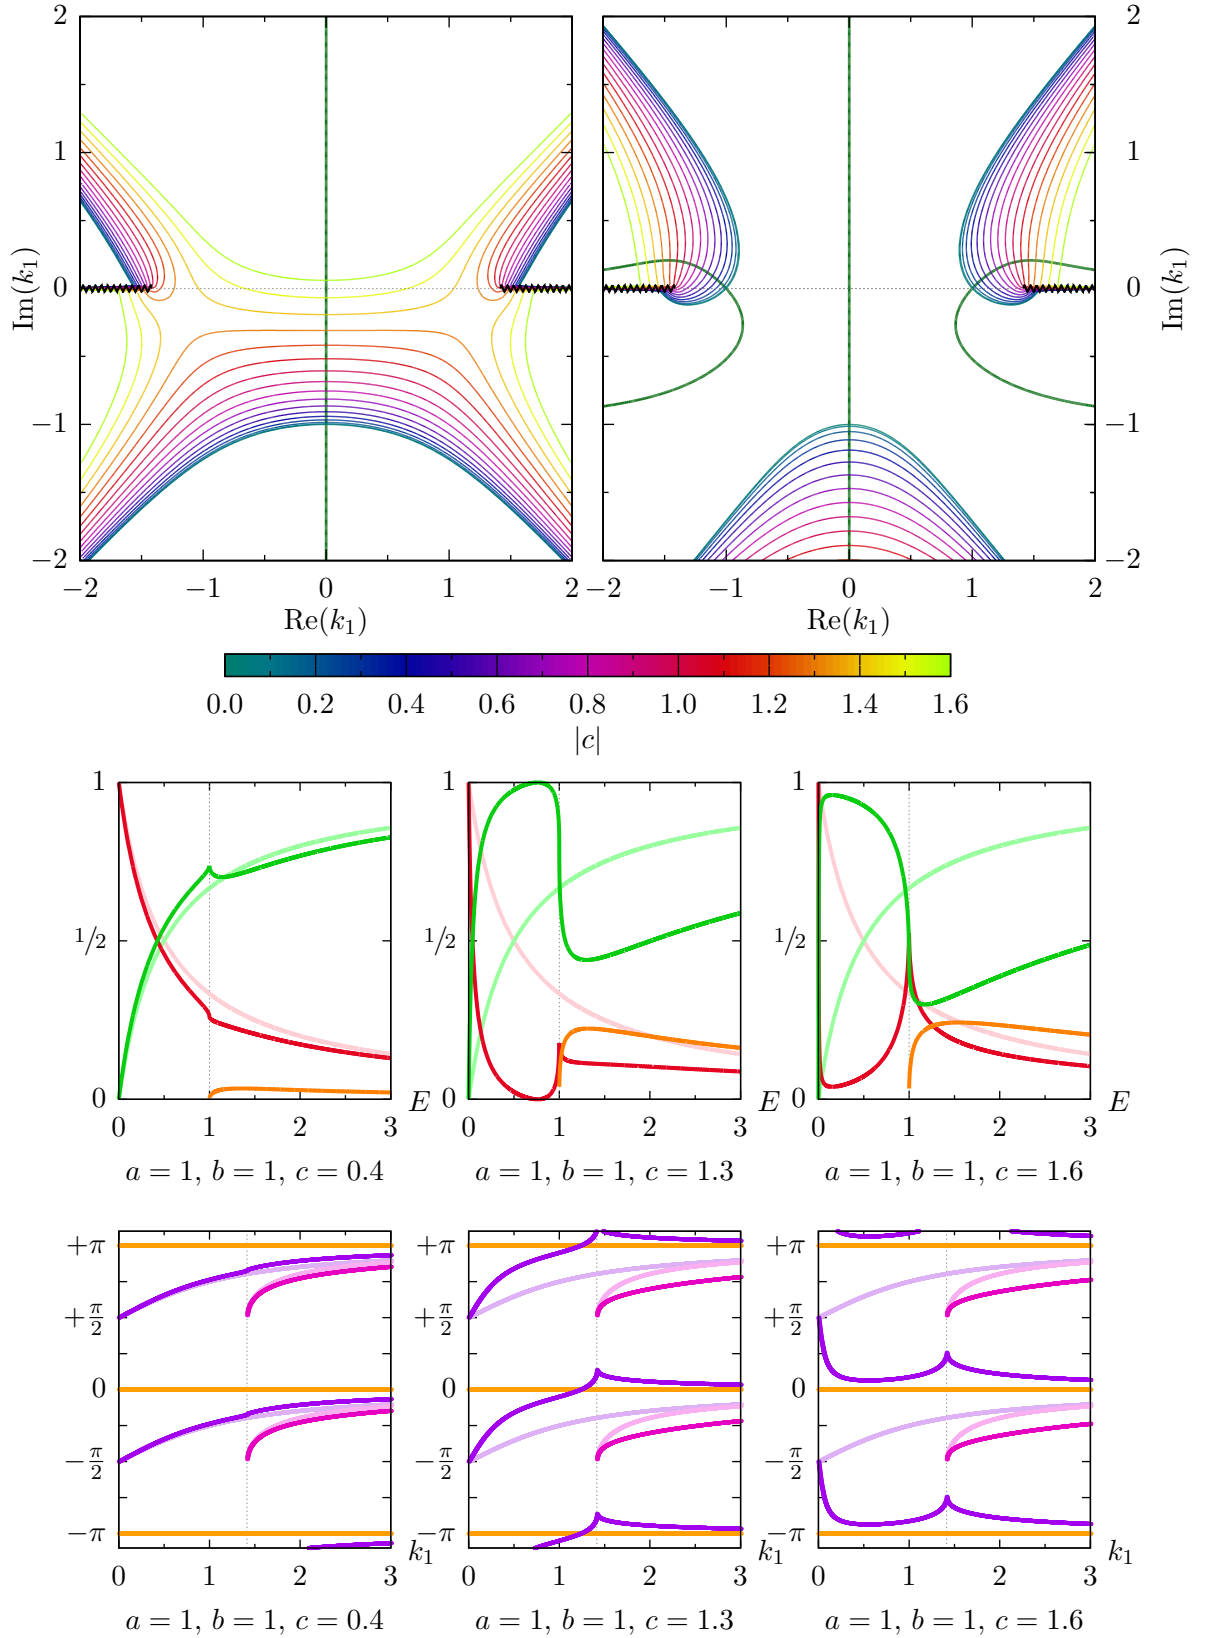 2 2
1 1
Im(k₁) 0 0 Im(k₁)
−1 −1
−2 −2
−2 −1 0 1 2 −2 −1 0 1 2
Re(k₁) Re(k₁)
0.0 0.2 0.4 0.6 0.8 1.0 1.2 1.4 1.6
|c|
1 1 1
1/2 1/2 1/2
0 E 0 E 0 E
0 1 2 3 0 1 2 3 0 1 2 3
a = 1, b = 1, c = 0.4 a = 1, b = 1, c = 1.3 a = 1, b = 1, c = 1.6
+π +π +π
+π/2 +π/2 +π/2
0 0 0
−π/2 −π/2 −π/2
−π k₁ −π k₁ −π k₁
0 1 2 3 0 1 2 3 0 1 2 3
a = 1, b = 1, c = 0.4 a = 1, b = 1, c = 1.3 a = 1, b = 1, c = 1.6